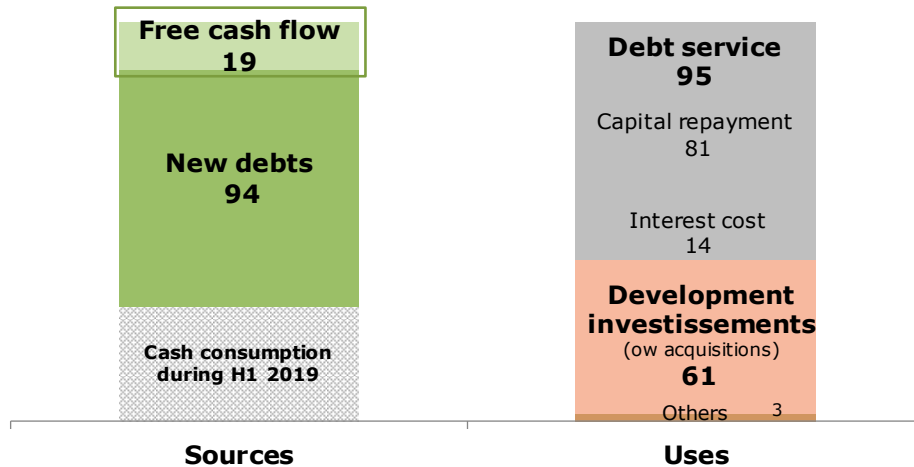 Free cash flow
19
New debts
94
Cash consumption
during H1 2019
Sources
Debt service
95
Capital repayment
81
Interest cost
14
Development
investissements
(ow acquisitions)
61
Others 3
Uses